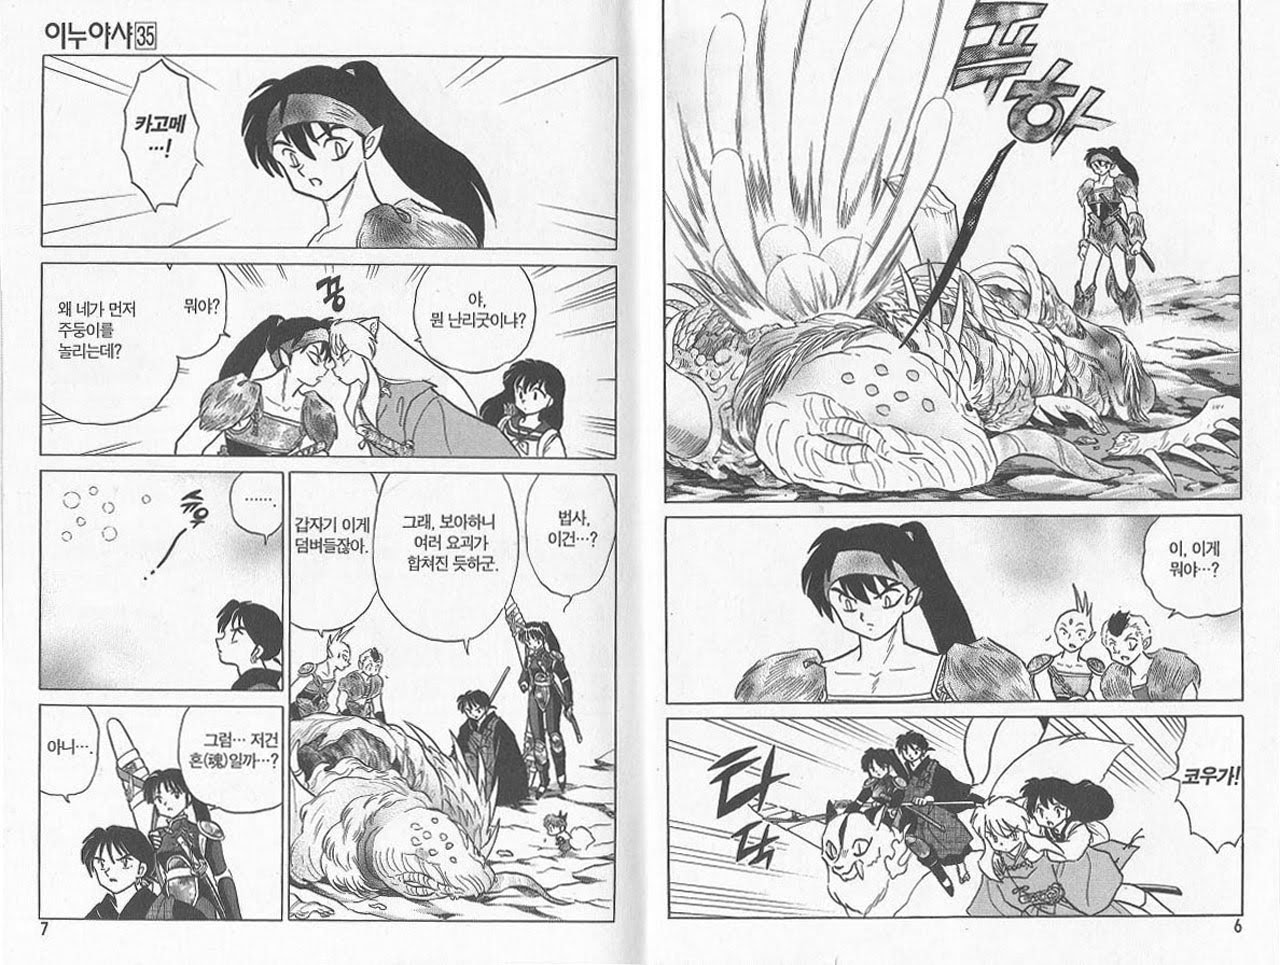 푸하
이, 이게
뭐야…?
코우가!
타
닥
6
이누야샤 35
카고메
…!
야,
뭔 난리굿이냐?
꽁
뭐야?
왜 네가 먼저
주둥이를
놀리는데?
법사,
이건…?
그래, 보아하니
여러 요괴가
합쳐진 듯하군.
갑자기 이게
덤벼들잖아.
……
슈우
그럼… 저건
혼(魂)일까…?
아니….
7